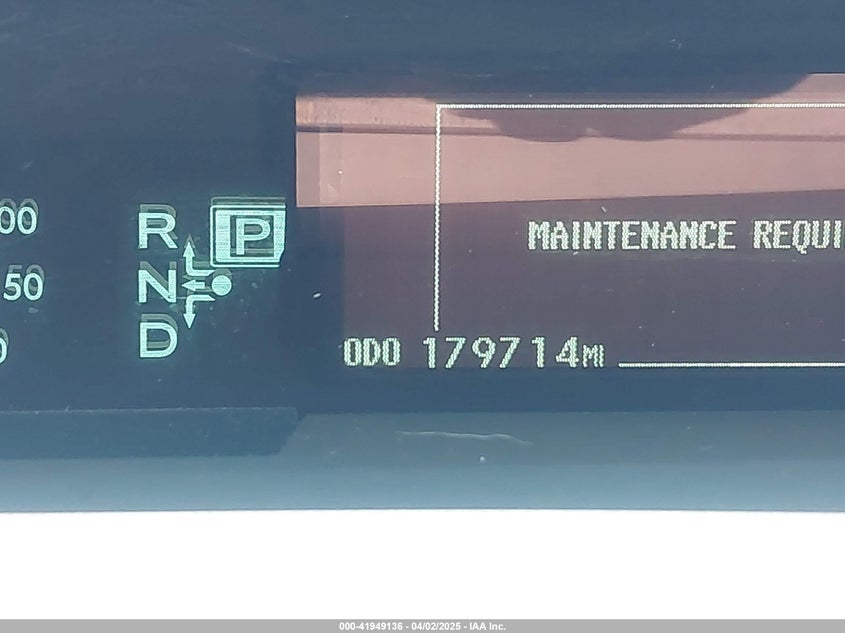 00
50
R P
N
D
MAINTENANCE REQUI
ODO 179714MI
000-41949136 - 04/02/2025 - IAA Inc.